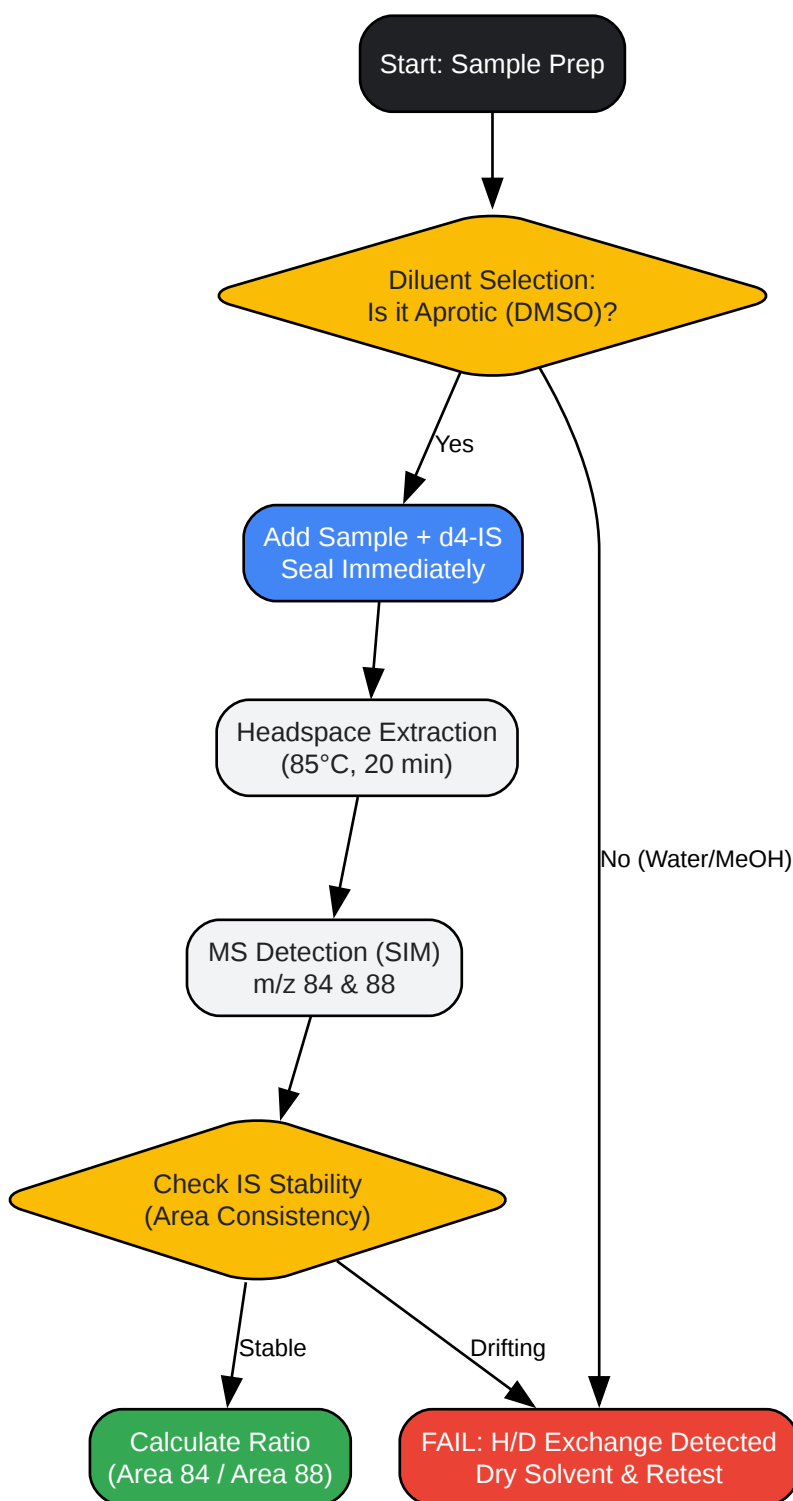 Start: Sample Prep
Diluent Selection:
Is it Aprotic (DMSO)?
Yes
Add Sample + d4-IS
Seal Immediately
Headspace Extraction
(85°C, 20 min)
No (Water/MeOH)
MS Detection (SIM)
m/z 84 & 88
Check IS Stability
(Area Consistency)
Stable
Drifting
Calculate Ratio
(Area 84 / Area 88)
FAIL: H/D Exchange Detected
Dry Solvent & Retest